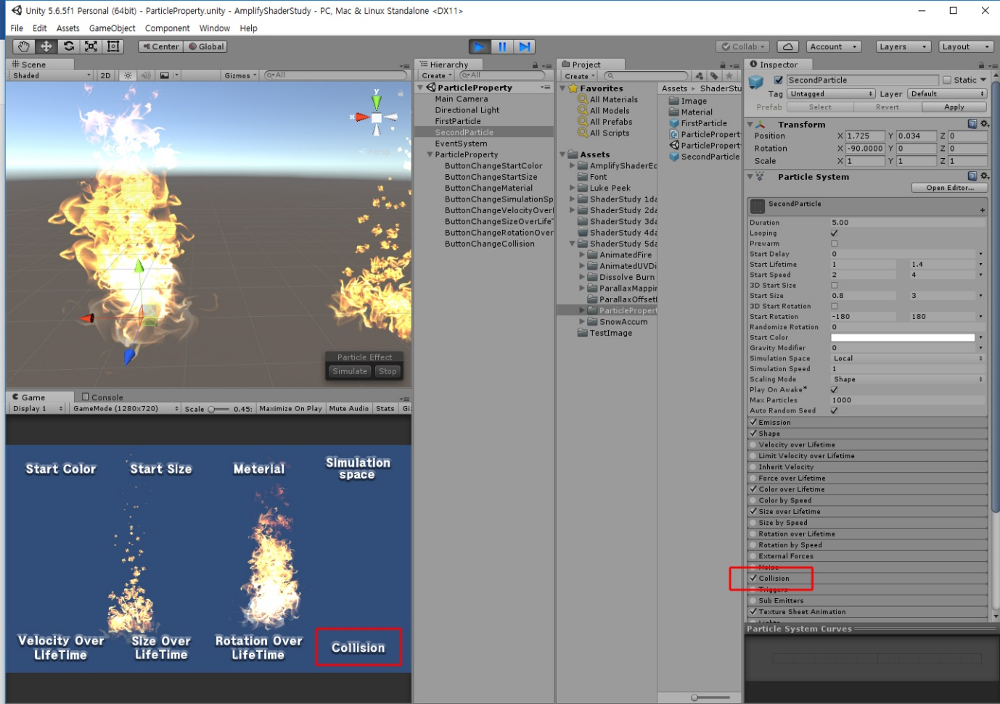 Unity 5.6.5f1 Personal (64bit) - ParticleProperty.unity - AmplifyShaderStudy - PC, Mac & Linux Standalone <DX11>
File Edit Assets GameObject Component Window Help
Center Global Collab Account Layers Layout
Scene
Shaded 2D Gizmos All
y
x
Persp
Particle Effect
Simulate Stop
Game Console
Display 1 GameMode (1280x720) Scale 0.45: Maximize On Play Mute Audio Stats Gi
Start Color Start Size Meterial Simulation
space
Velocity Over Size Over Rotation Over Collision
LifeTime LifeTime LifeTime
Hierarchy
Create All
ParticleProperty
Main Camera
Directional Light
FirstParticle
SecondParticle
EventSystem
ParticleProperty
ButtonChangeStartColor
ButtonChangeStartSize
ButtonChangeMaterial
ButtonChangeSimulationSp
ButtonChangeVelocityOverl
ButtonChangeSizeOverLife
ButtonChangeRotationOver
ButtonChangeCollision
Project
Create
Favorites
All Materials
All Models
All Prefabs
All Scripts
Assets
AmplifyShaderEd
Font
Luke Peek
ShaderStudy 1da
ShaderStudy 2da
ShaderStudy 3da
ShaderStudy 4da
ShaderStudy 5da
AnimatedFire
AnimatedUVDi
Dissolve Burn
ParallaxMappin
ParallaxOffset
ParticlePropert
SnowAccum
TestImage
Assets ShaderStu
Image
Material
FirstParticle
ParticlePropert
ParticlePropert
SecondParticle
Inspector
SecondParticle Static
Tag Untagged Layer Default
Prefab Select Revert Apply
Transform
Position X 1.725 Y 0.034 Z 0
Rotation X -90.0000 Y 0 Z 0
Scale X 1 Y 1 Z 1
Particle System
Open Editor...
SecondParticle
Duration 5.00
Looping
Prewarm
Start Delay 0
Start Lifetime 1 1.4
Start Speed 2 4
3D Start Size
Start Size 0.8 3
3D Start Rotation
Start Rotation -180 180
Randomize Rotation 0
Start Color
Gravity Modifier 0
Simulation Space Local
Simulation Speed 1
Scaling Mode Shape
Play On Awake*
Max Particles 1000
Auto Random Seed
Emission
Shape
Velocity over Lifetime
Limit Velocity over Lifetime
Inherit Velocity
Force over Lifetime
Color over Lifetime
Color by Speed
Size over Lifetime
Size by Speed
Rotation over Lifetime
Rotation by Speed
External Forces
Noise
Collision
Triggers
Sub Emitters
Texture Sheet Animation
Lights
Particle System Curves